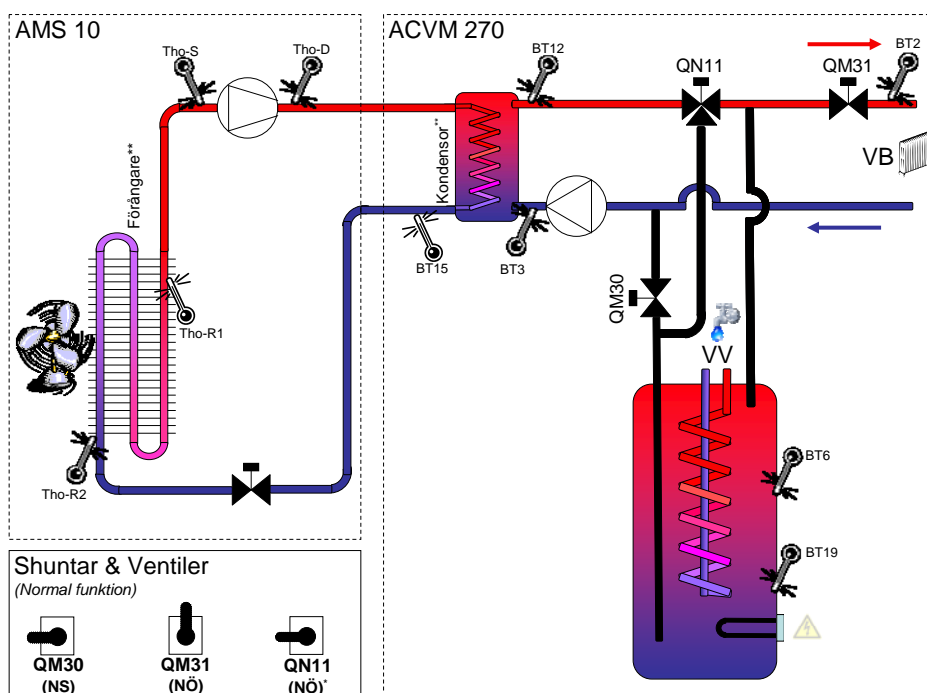 AMS 10
ACVM 270
Tho-S
Tho-D
BT12
QN11
QM31
BT2
Förångare**
Kondensor**
VB
BT15
BT3
QM30
Tho-R1
VV
Tho-R2
BT6
BT19
Shuntar & Ventiler
(Normal funktion)
QM30
(NS)
QM31
(NÖ)
QN11
(NÖ)*